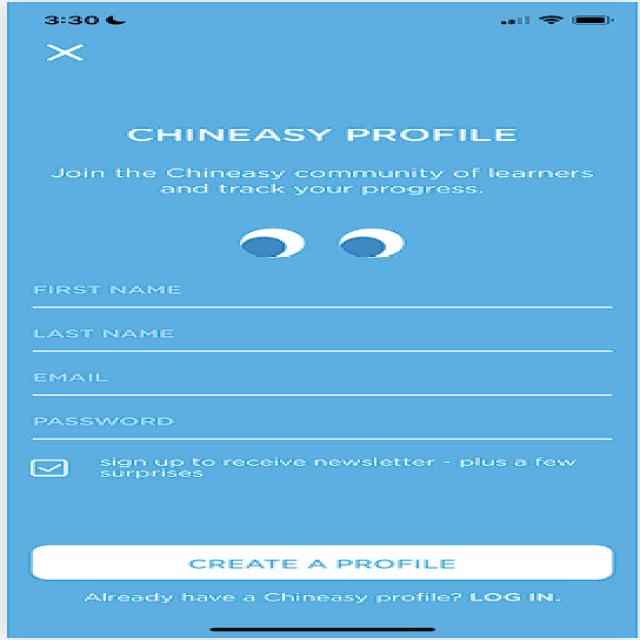 3:30
CHINEASY PROFILE
Join the Chineasy community of learners
and track your progress.
FIRST NAME
LAST NAME
EMAIL
PASSWORD
sign up to receive newsletter - plus a few
surprises
CREATE A PROFILE
Already have a Chineasy profile? LOG IN.